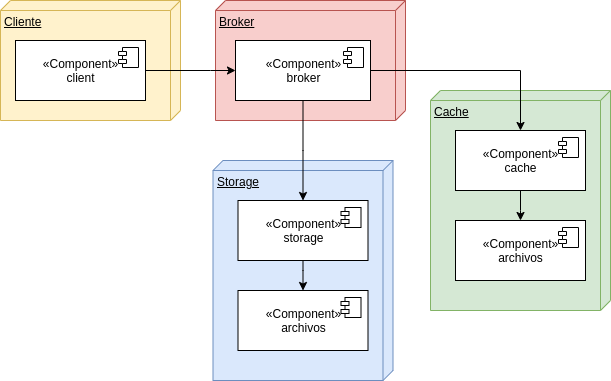 Cliente
«Component»
client
Broker
«Component»
broker
Cache
«Component»
cache
«Component»
archivos
Storage
«Component»
storage
«Component»
archivos